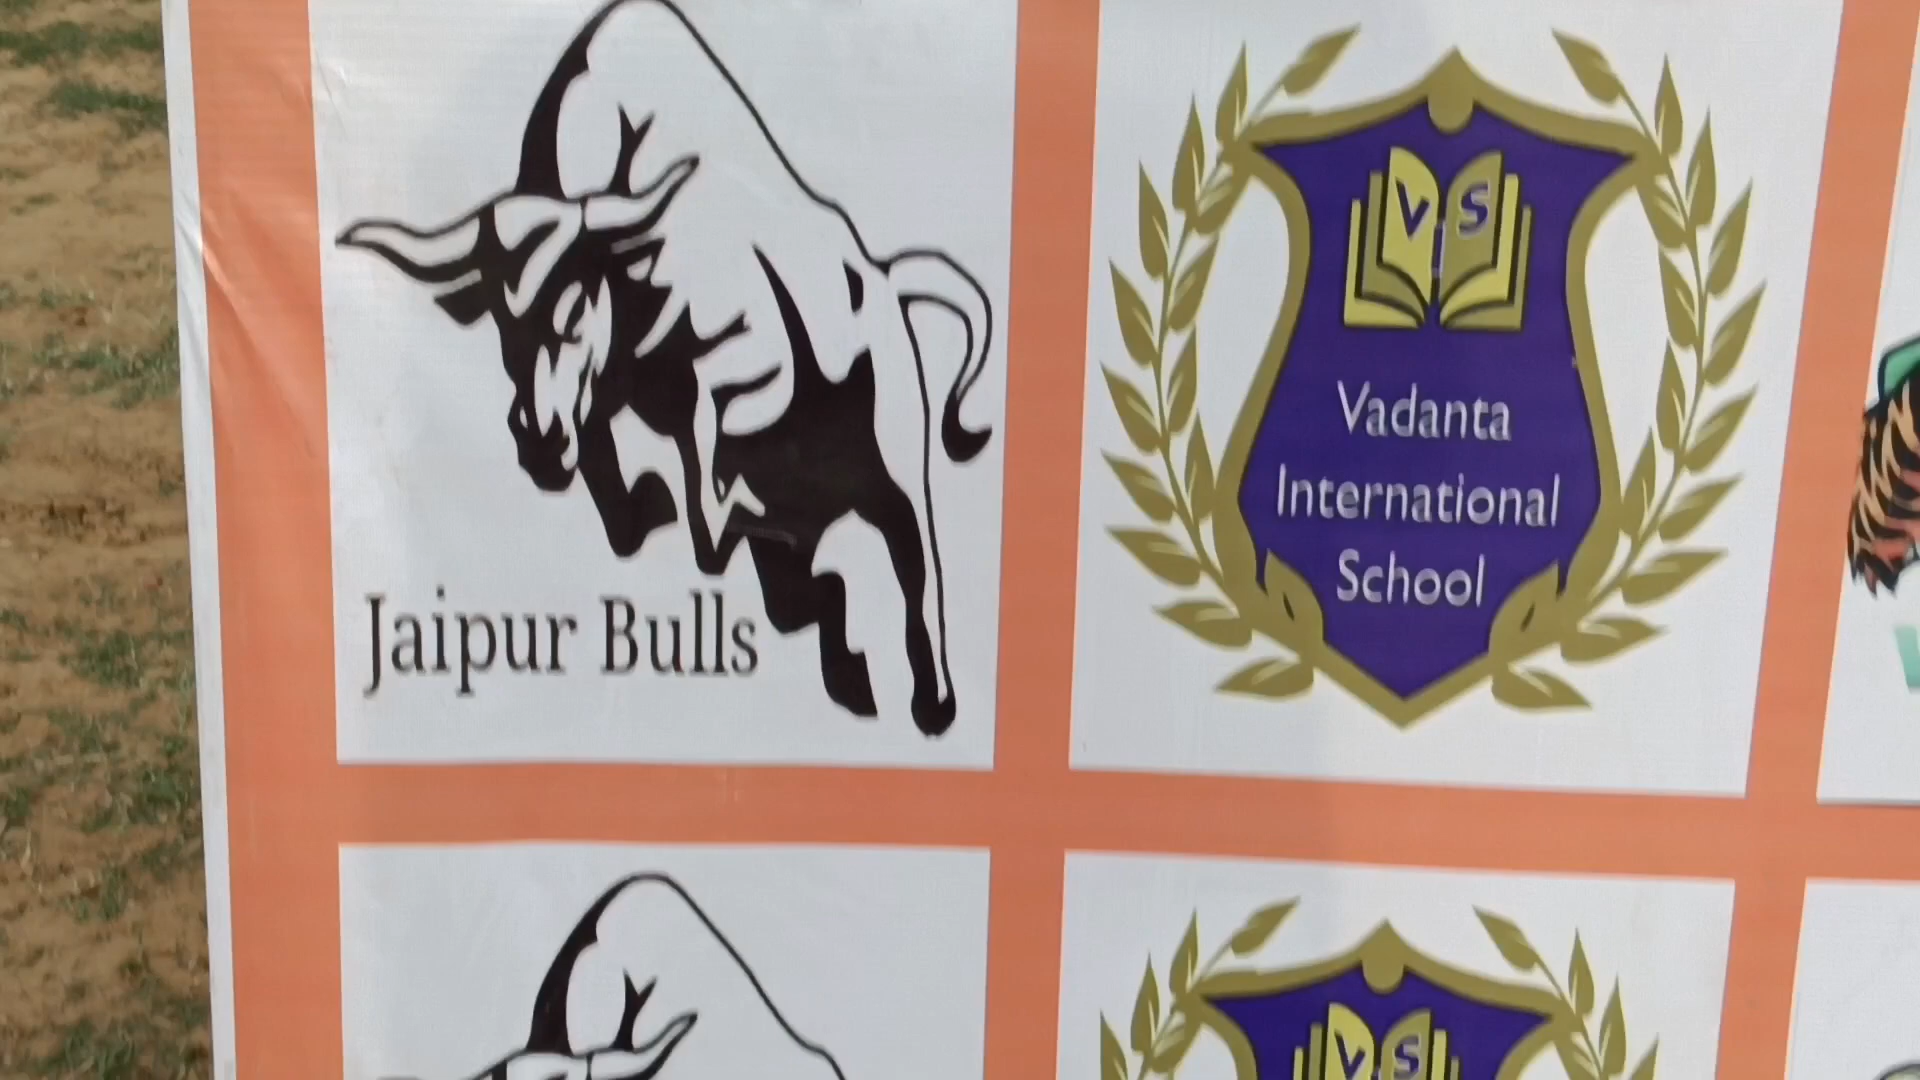 Jaipur Bulls
V S
Vadanta
International
School
V S